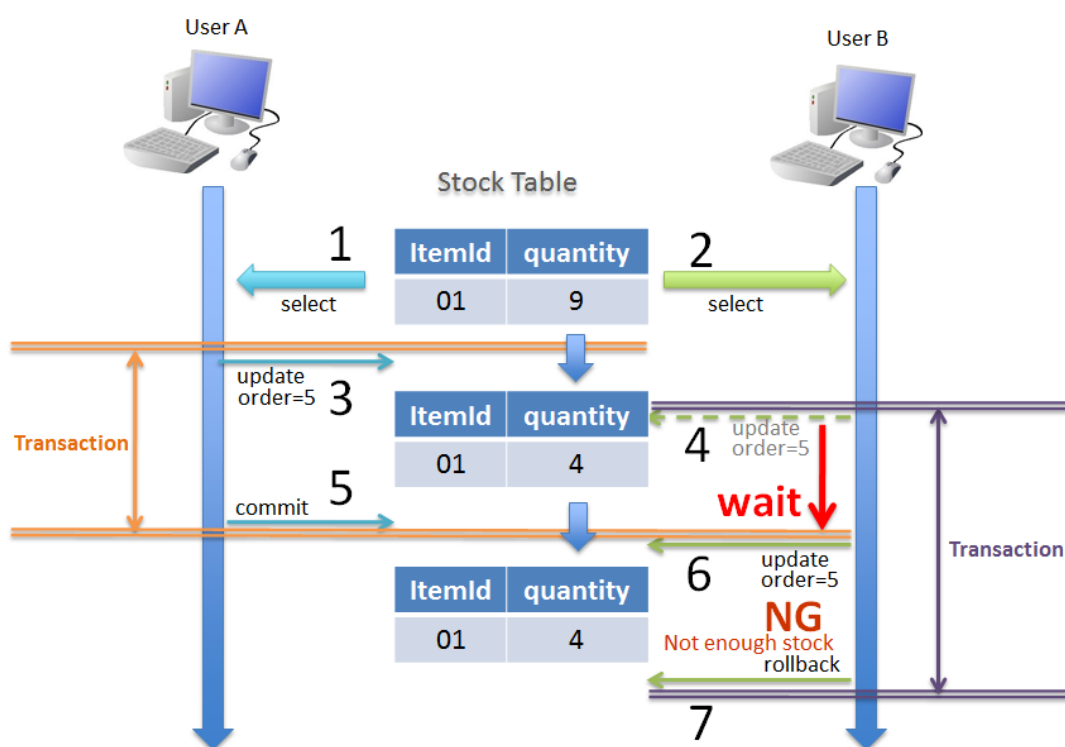 User A
User B
Stock Table
1
ItemId quantity
2
01 9
select
select
update
order=5
3
ItemId quantity
4
update
order=5
Transaction
01 4
5
commit
wait
Transaction
6
update
order=5
ItemId quantity
NG
01 4
Not enough stock
rollback
7